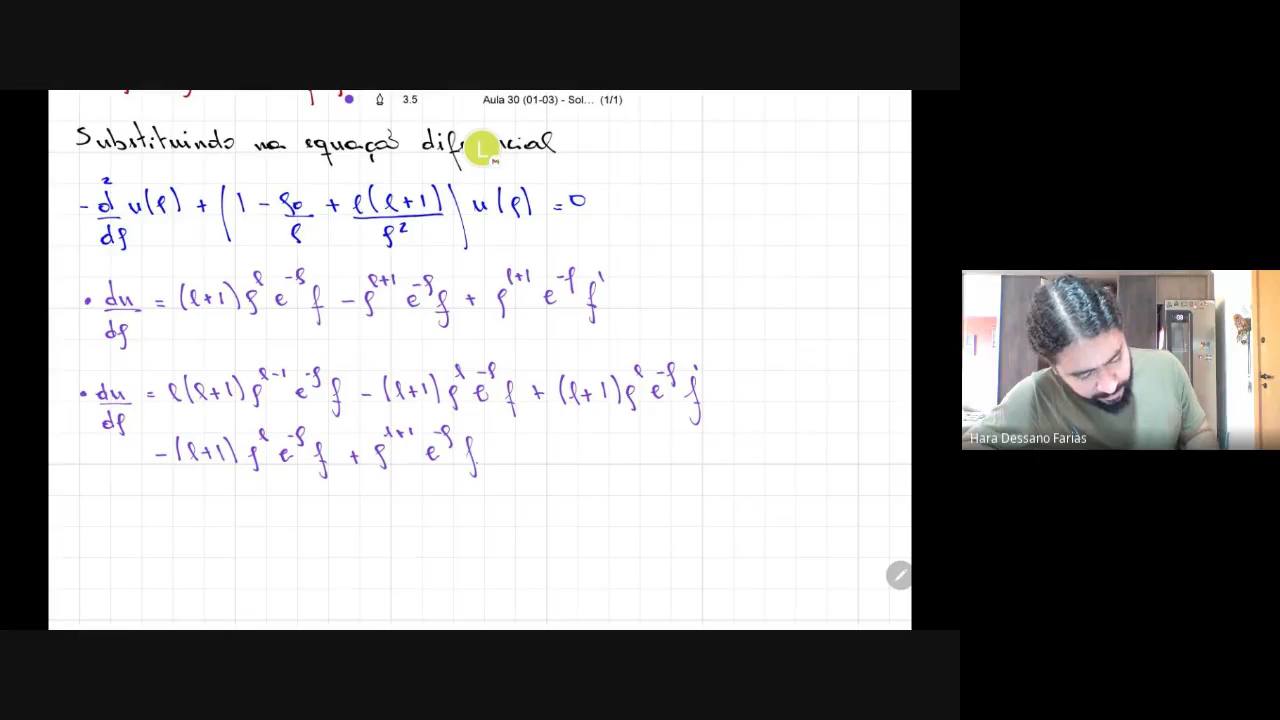 3.5 Aula 30 (01-03) - Sol... (1/1)
Substituindo na equação diferencial
- d²/dρ u(ρ) + (1 - ρ₀/ρ + ℓ(ℓ+1)/ρ²) u(ρ) = 0
• du/dρ = (ℓ+1) ρ^ℓ e^-ρ f - ρ^ℓ+1 e^-ρ f + ρ^ℓ+1 e^-ρ f'
• du/dρ = ℓ(ℓ+1) ρ^ℓ-1 e^-ρ f - (ℓ+1) ρ^ℓ e^-ρ f + (ℓ+1) ρ^ℓ e^-ρ f'
- (ℓ+1) ρ^ℓ e^-ρ f + ρ^ℓ+1 e^-ρ f
Hara Dessano Farias